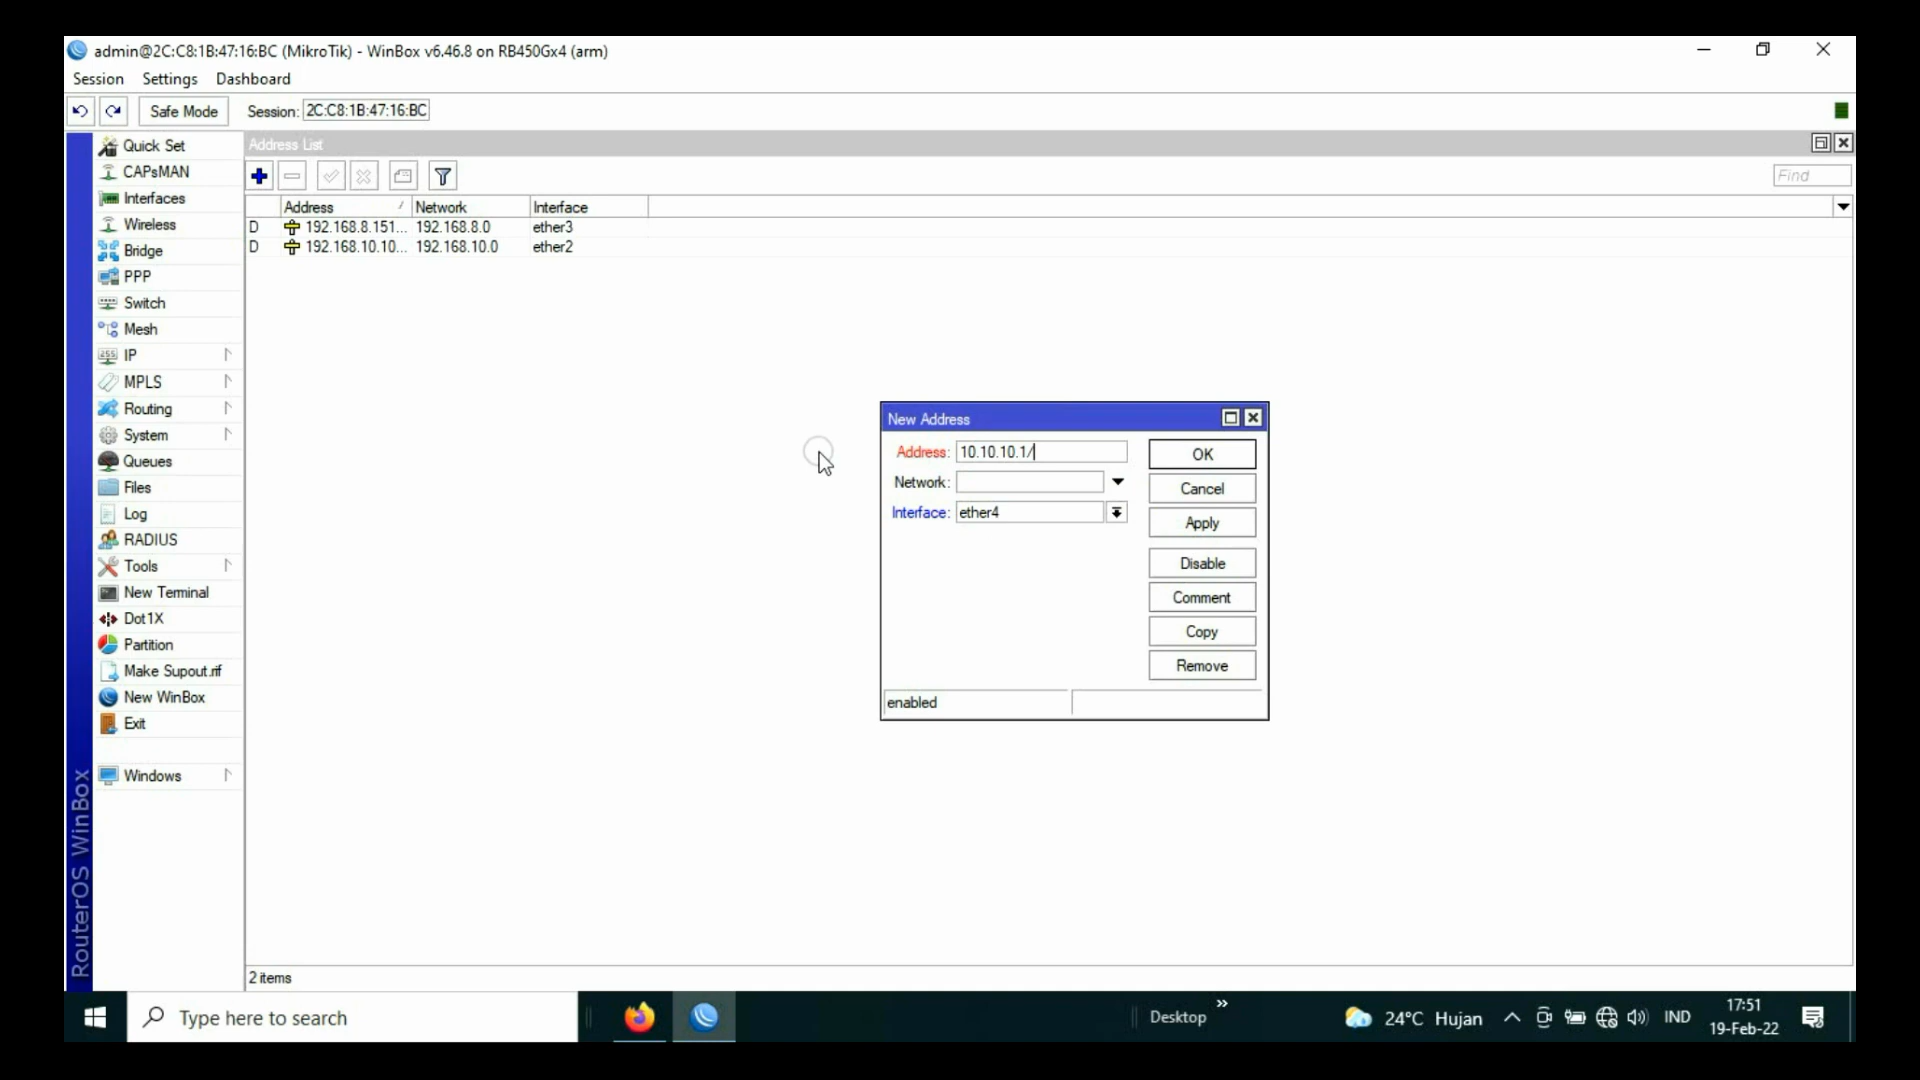 admin@2C:C8:1B:47:16:BC (MikroTik) - WinBox v6.46.8 on RB450Gx4 (arm)
Session Settings Dashboard
Safe Mode Session: 2C:C8:1B:47:16:BC
Quick Set
CAPsMAN
Interfaces
Wireless
Bridge
PPP
Switch
Mesh
IP
MPLS
Routing
System
Queues
Files
Log
RADIUS
Tools
New Terminal
Dot1X
Partition
Make Supout.rif
New WinBox
Exit
Windows
RouterOS WinBox
Address List
Find
Address / Network Interface
D 192.168.8.151... 192.168.8.0 ether3
D 192.168.10.10... 192.168.10.0 ether2
New Address
Address: 10.10.10.1/
Network:
Interface: ether4
OK
Cancel
Apply
Disable
Comment
Copy
Remove
enabled
2 items
Type here to search
Desktop »
24°C Hujan
IND
17:51
19-Feb-22